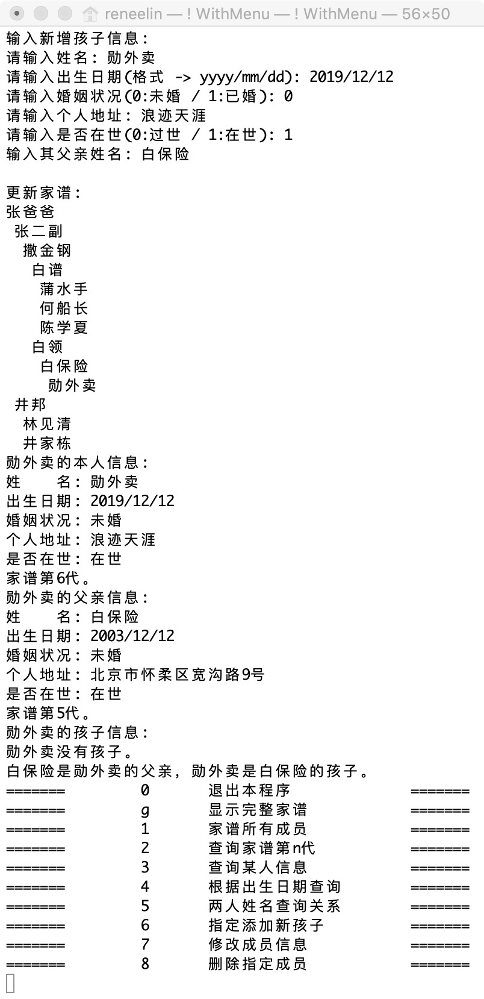 reneelin — ! WithMenu — ! WithMenu — 56×50
输入新增孩子信息:
请输入姓名: 勋外卖
请输入出生日期(格式 -> yyyy/mm/dd): 2019/12/12
请输入婚姻状况(0:未婚 / 1:已婚): 0
请输入个人地址: 浪迹天涯
请输入是否在世(0:过世 / 1:在世): 1
输入其父亲姓名: 白保险
更新家谱:
张爸爸
张二副
撒金钢
白谱
蒲水手
何船长
陈学夏
白领
白保险
勋外卖
井邦
林见清
井家栋
勋外卖的本人信息:
姓    名: 勋外卖
出生日期: 2019/12/12
婚姻状况: 未婚
个人地址: 浪迹天涯
是否在世: 在世
家谱第6代。
勋外卖的父亲信息:
姓    名: 白保险
出生日期: 2003/12/12
婚姻状况: 未婚
个人地址: 北京市怀柔区宽沟路9号
是否在世: 在世
家谱第5代。
勋外卖的孩子信息:
勋外卖没有孩子。
白保险是勋外卖的父亲, 勋外卖是白保险的孩子。
=======         0       退出本程序              =======
=======         g       显示完整家谱            =======
=======         1       家谱所有成员            =======
=======         2       查询家谱第n代           =======
=======         3       查询某人信息            =======
=======         4       根据出生日期查询        =======
=======         5       两人姓名查询关系        =======
=======         6       指定添加新孩子          =======
=======         7       修改成员信息            =======
=======         8       删除指定成员            =======